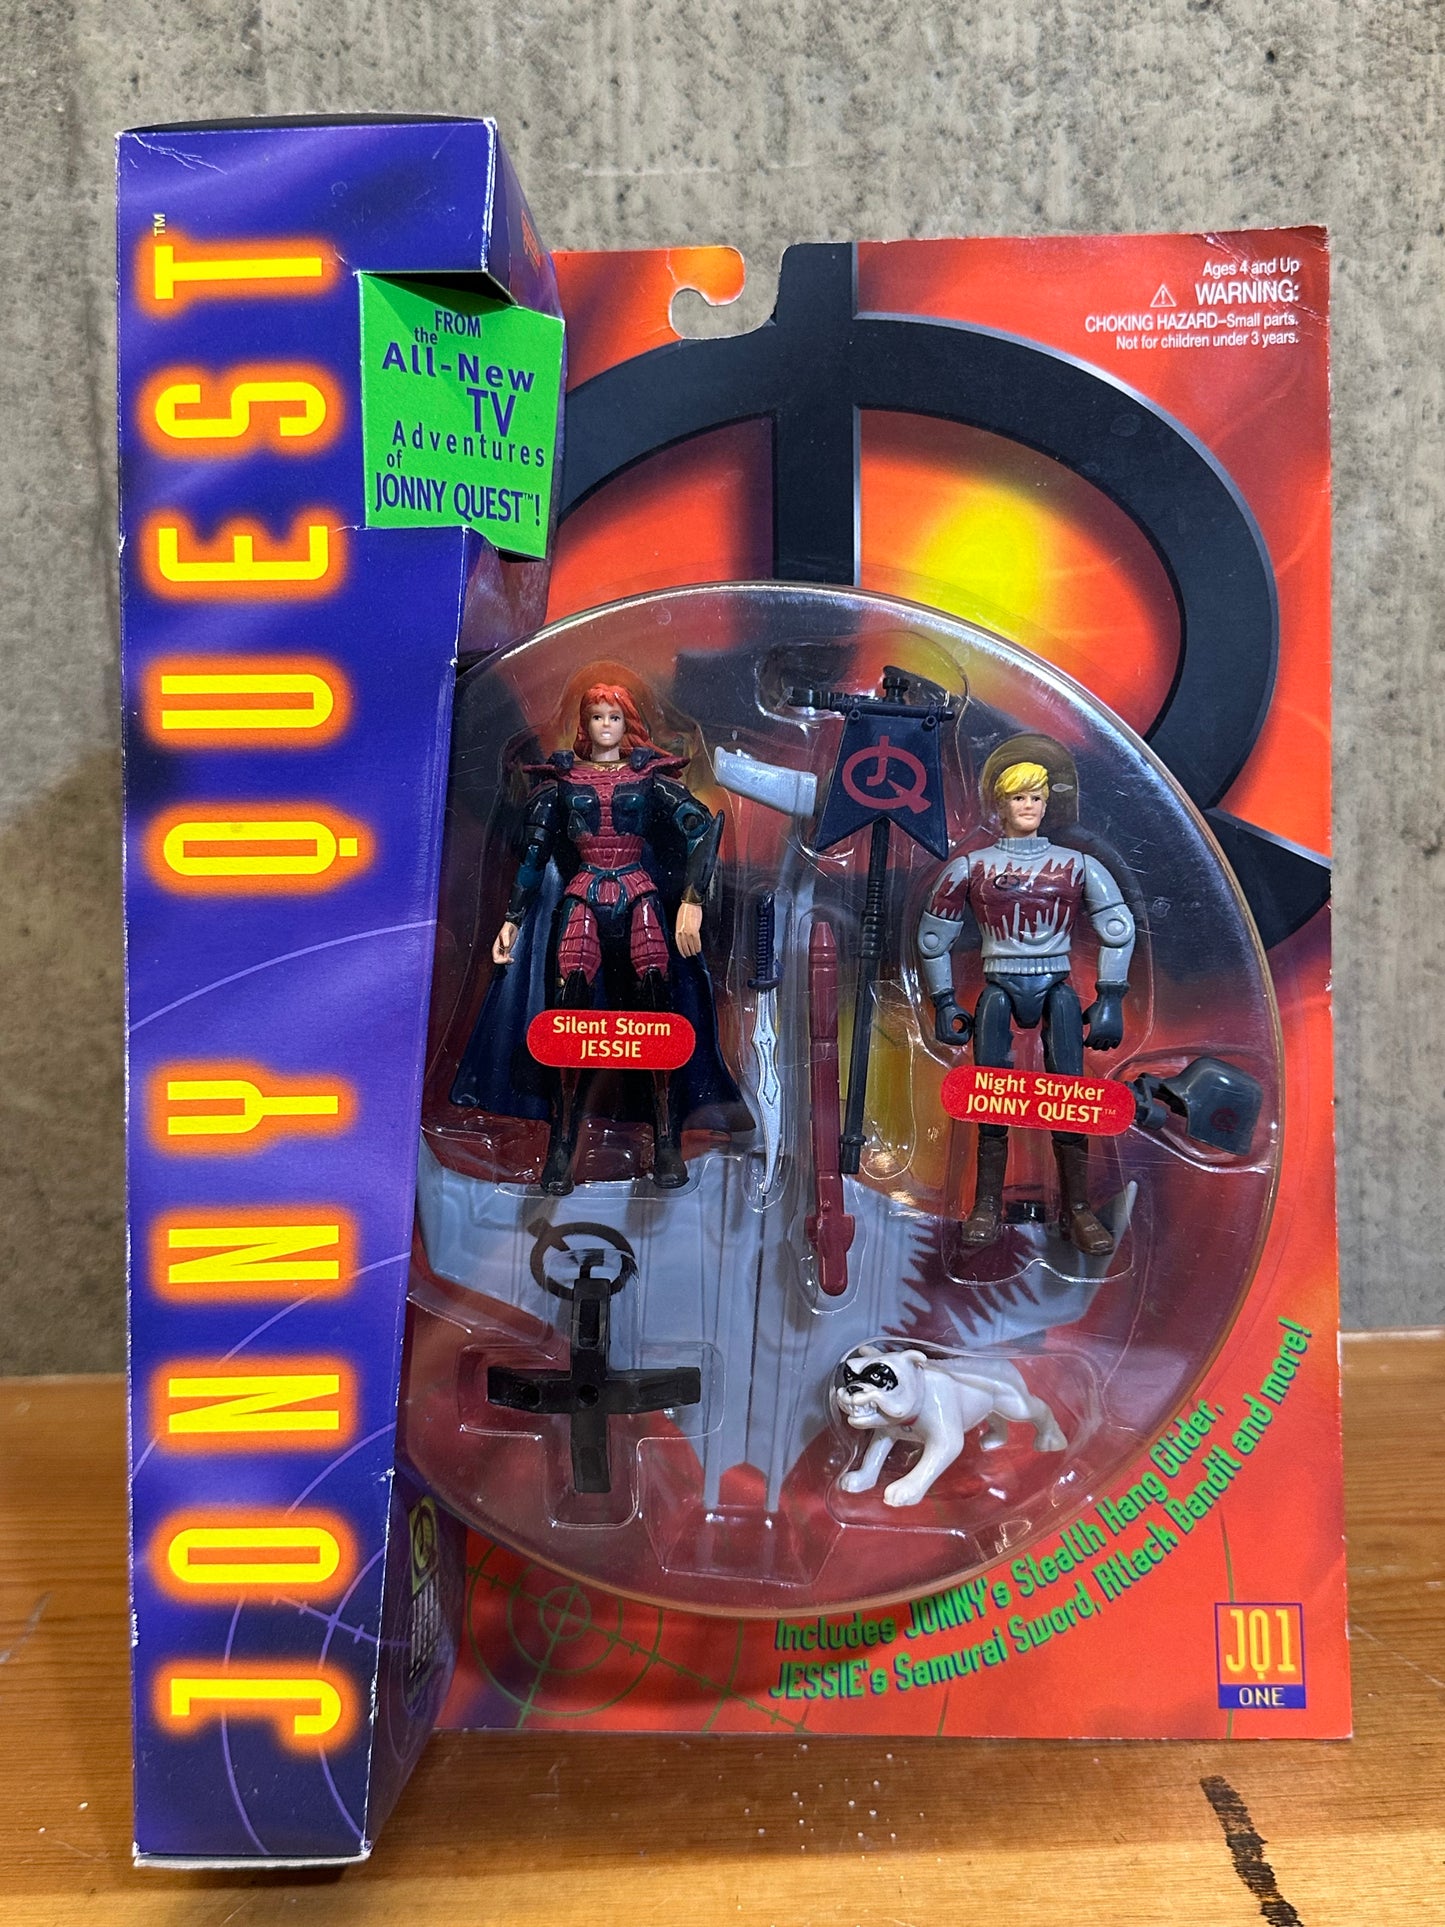 JONNY QUEST™
FROM
the
All-New
TV
Adventures
of
JONNY QUEST™!
Ages 4 and Up
WARNING:
CHOKING HAZARD–Small parts.
Not for children under 3 years.
JQ
Silent Storm
JESSIE
Night Stryker
JONNY QUEST™
Includes JONNY's Stealth Hang Glider,
JESSIE's Samurai Sword, Attack Bandit and more!
JQ1
ONE